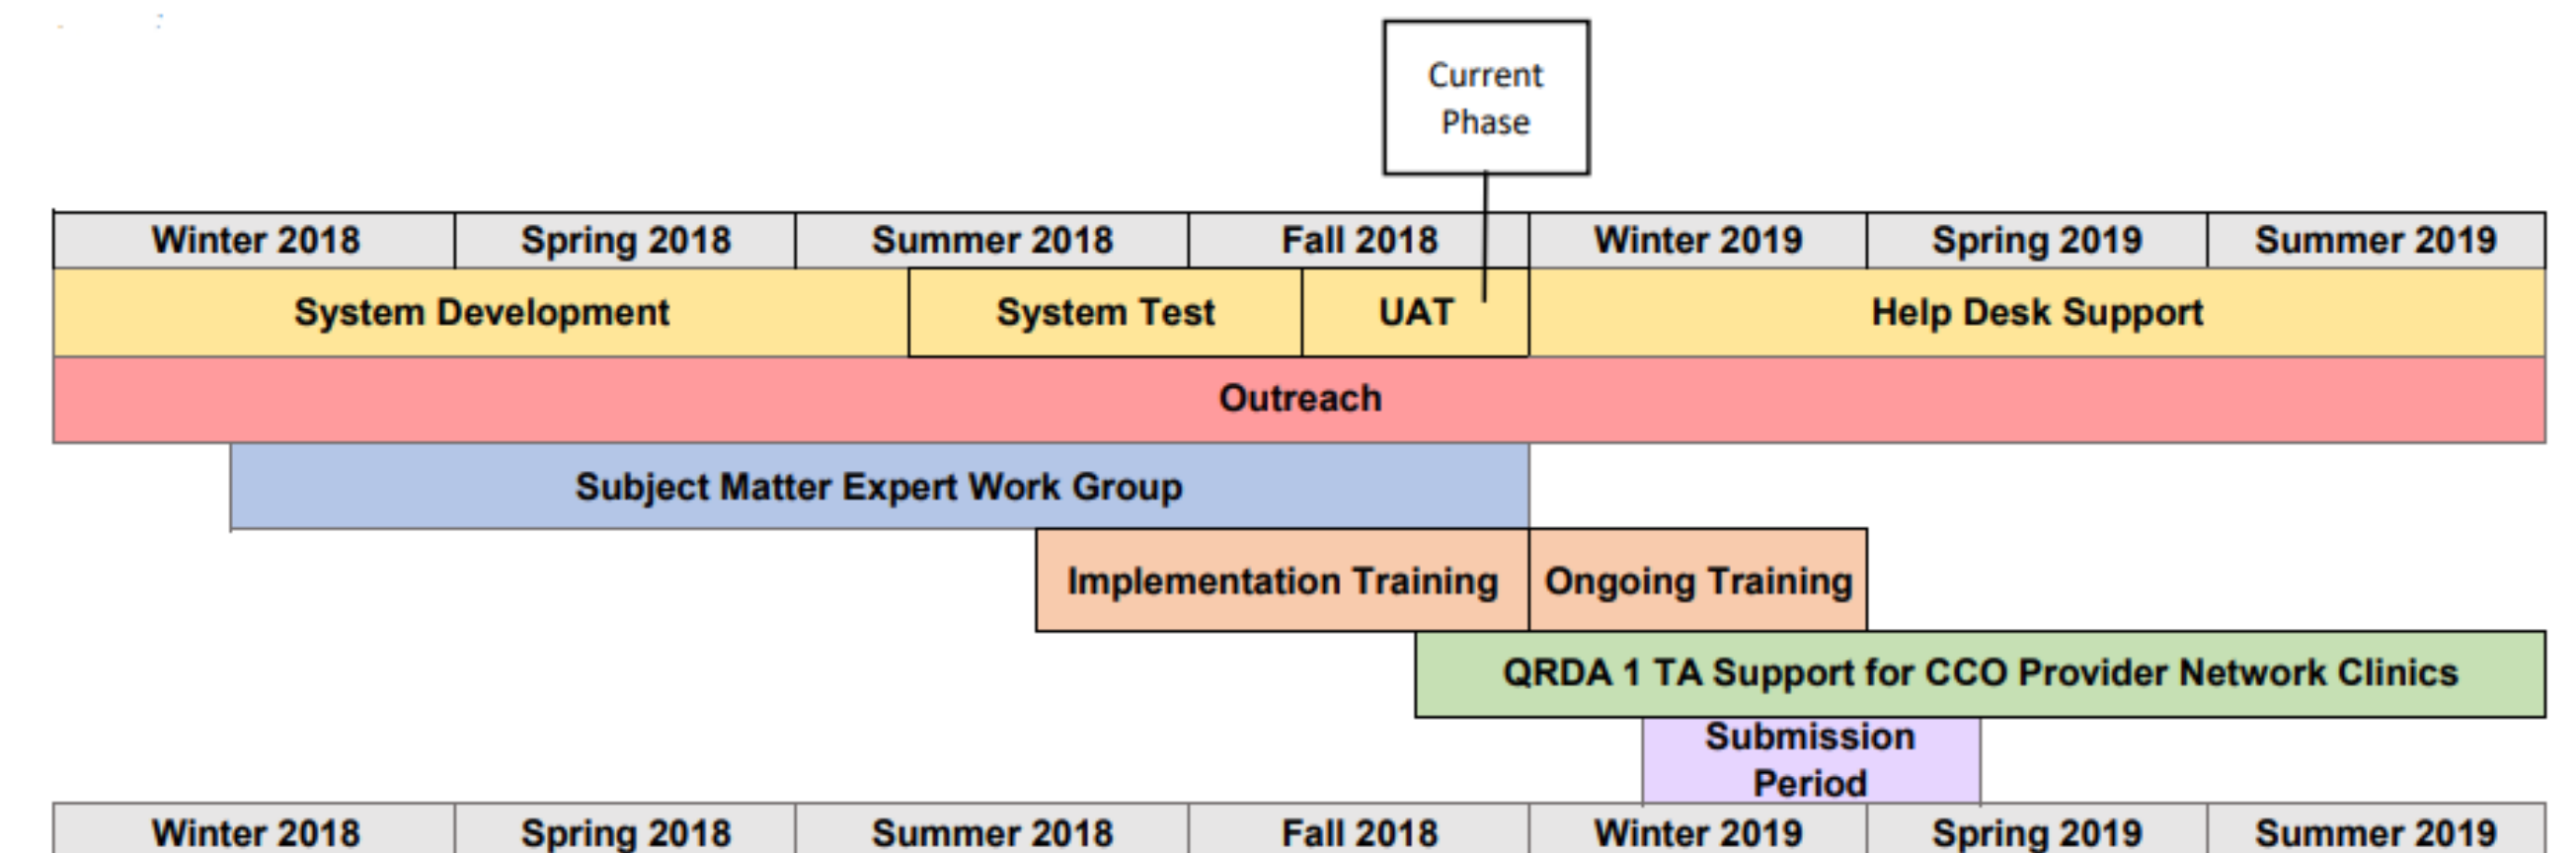 Current
Phase
Winter 2018 Spring 2018 Summer 2018 Fall 2018 Winter 2019 Spring 2019 Summer 2019
System Development System Test UAT Help Desk Support
Outreach
Subject Matter Expert Work Group
Implementation Training Ongoing Training
QRDA 1 TA Support for CCO Provider Network Clinics
Submission
Period
Winter 2018 Spring 2018 Summer 2018 Fall 2018 Winter 2019 Spring 2019 Summer 2019